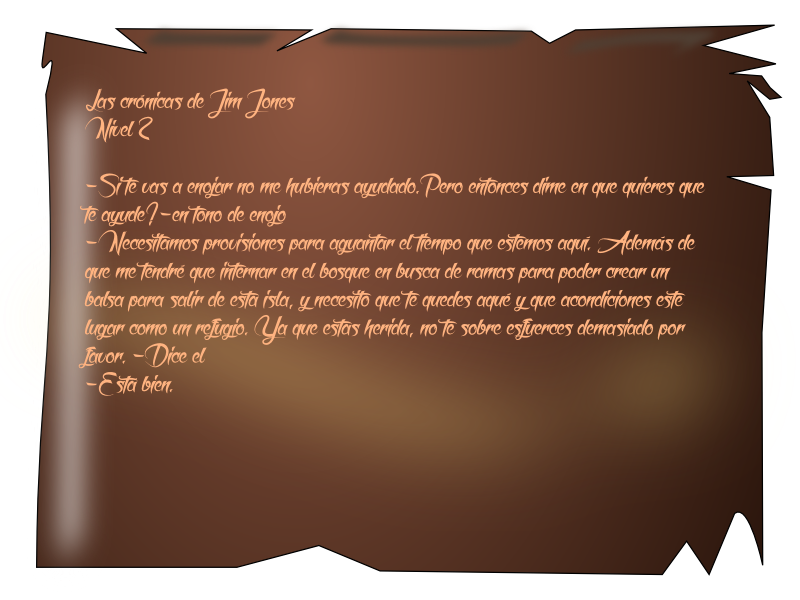 Las crónicas de Jim Jones
Nivel 2
-Si te vas a enojar no me hubieras ayudado. Pero entonces dime en que quieres que
te ayude? -en tono de enojo
-Necesitamos provisiones para aguantar el tiempo que estemos aquí. Además de
que me tendré que internar en el bosque en busca de ramas para poder crear un
balsa para salir de esta isla, y necesito que te quedes aqué y que acondiciones este
lugar como un refugio. Ya que estas herida, no te sobre esfuerces demasiado por
favor. -Dice el
-Esta bien.